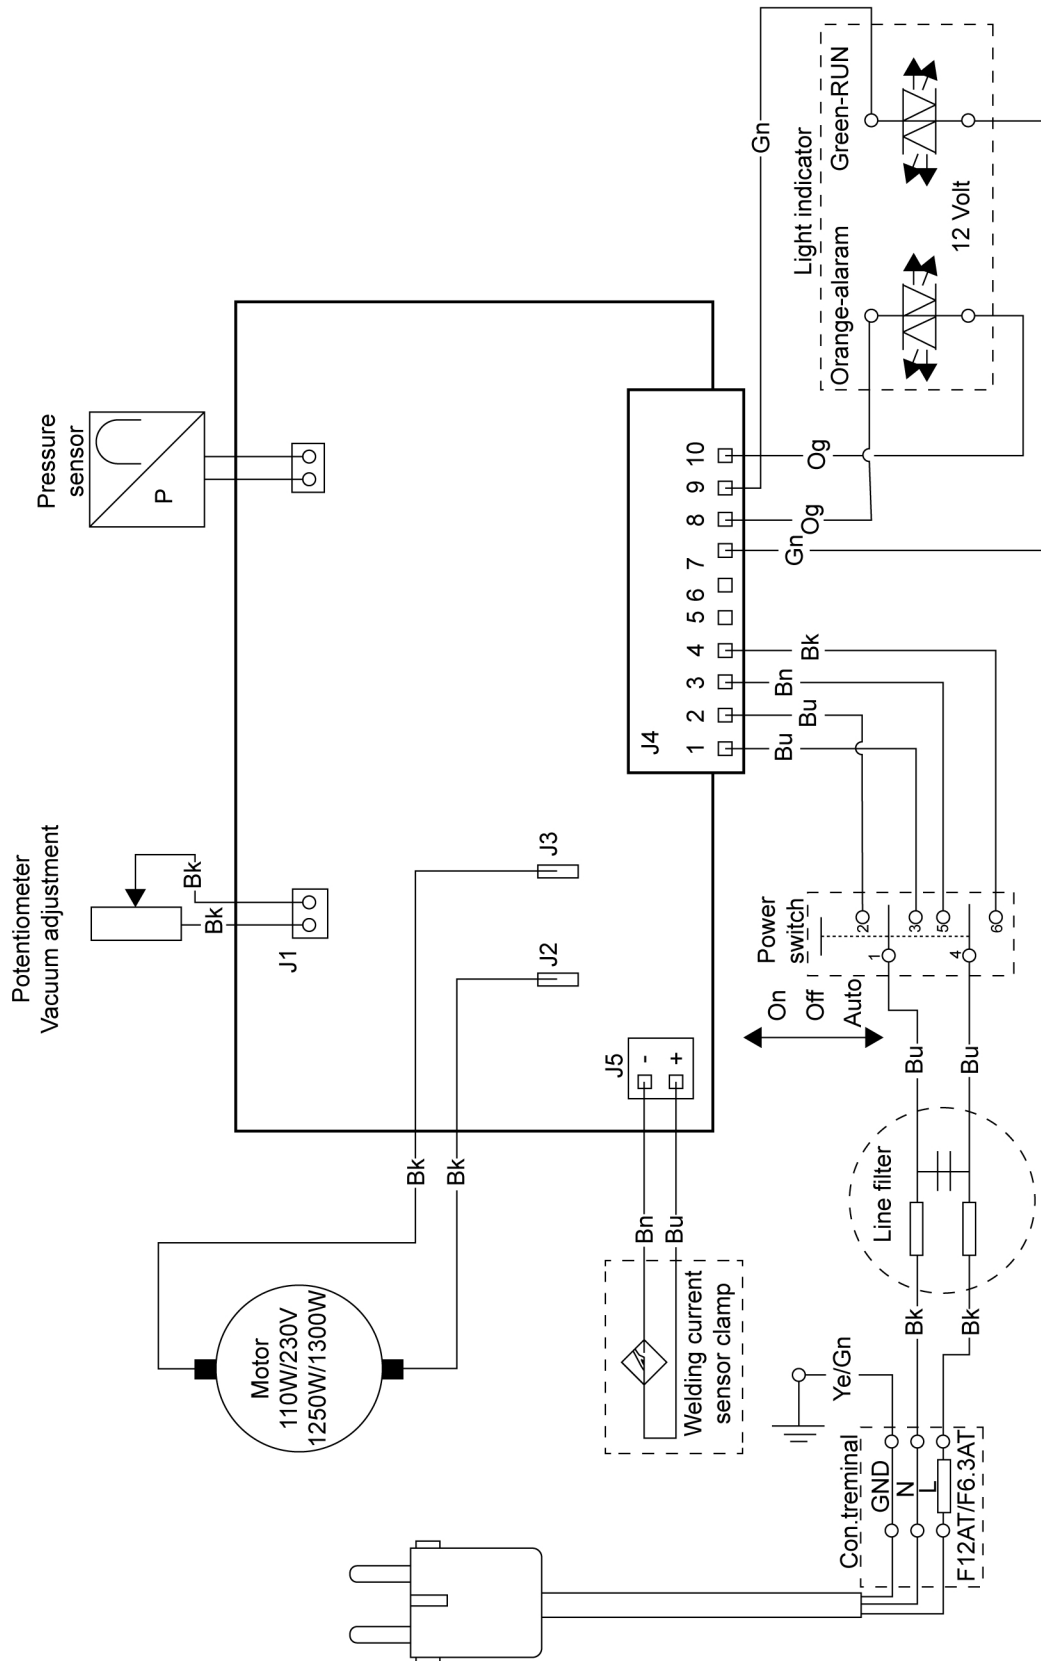 Potentiometer
Vacuum adjustment
Pressure
sensor
P
Bk
Bk
J1
J3
J2
J5
-
+
J4
1
2
3
4
5
6
7
8
9
10
Bk
Bk
Motor
110W/230V
1250W/1300W
Bn
Bu
Welding current
sensor clamp
Bu
Bu
Bn
Bk
Gn
Og
Og
Gn
Light indicator
Orange-alaram
Green-RUN
12 Volt
Power
switch
On
Off
Auto
1
2
3
4
5
6
Bu
Bu
Line filter
Bk
Bk
Ye/Gn
Con.treminal
GND
N
L
F12AT/F6.3AT